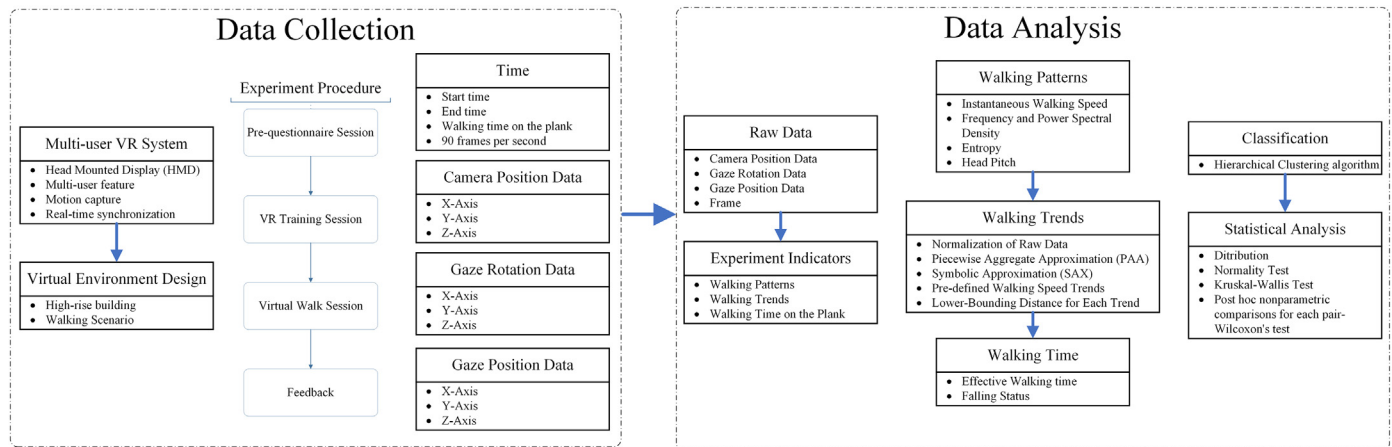 Data Collection
Multi-user VR System
• Head Mounted Display (HMD)
• Multi-user feature
• Motion capture
• Real-time synchronization
Virtual Environment Design
• High-rise building
• Walking Scenario
Experiment Procedure
Pre-questionnaire Session
VR Training Session
Virtual Walk Session
Feedback
Time
• Start time
• End time
• Walking time on the plank
• 90 frames per second
Camera Position Data
• X-Axis
• Y-Axis
• Z-Axis
Gaze Rotation Data
• X-Axis
• Y-Axis
• Z-Axis
Gaze Position Data
• X-Axis
• Y-Axis
• Z-Axis
Data Analysis
Raw Data
• Camera Position Data
• Gaze Rotation Data
• Gaze Position Data
• Frame
Experiment Indicators
• Walking Patterns
• Walking Trends
• Walking Time on the Plank
Walking Patterns
• Instantaneous Walking Speed
• Frequency and Power Spectral
Density
• Entropy
• Head Pitch
Walking Trends
• Normalization of Raw Data
• Piecewise Aggregate Approximation (PAA)
• Symbolic Approximation (SAX)
• Pre-defined Walking Speed Trends
• Lower-Bounding Distance for Each Trend
Walking Time
• Effective Walking time
• Falling Status
Classification
• Hierarchical Clustering algorithm
Statistical Analysis
• Ditribution
• Normality Test
• Kruskal-Wallis Test
• Post hoc nonparametric
comparisons for each pair-
Wilcoxon's test